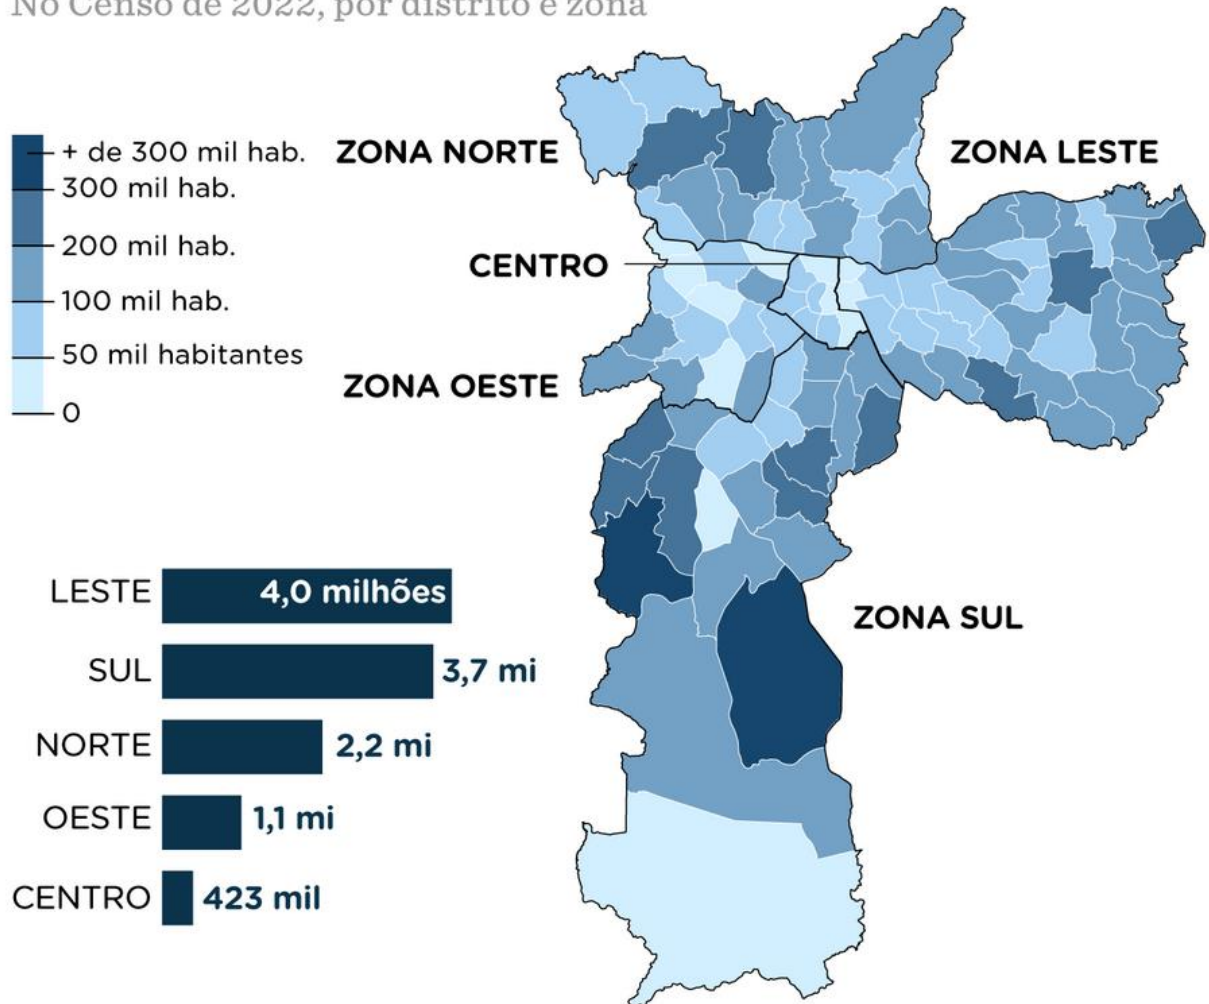 No Censo de 2022, por distrito e zona
+ de 300 mil hab.
300 mil hab.
200 mil hab.
100 mil hab.
50 mil habitantes
0
ZONA NORTE
ZONA LESTE
CENTRO
ZONA OESTE
ZONA SUL
LESTE 4,0 milhões
SUL 3,7 mi
NORTE 2,2 mi
OESTE 1,1 mi
CENTRO 423 mil